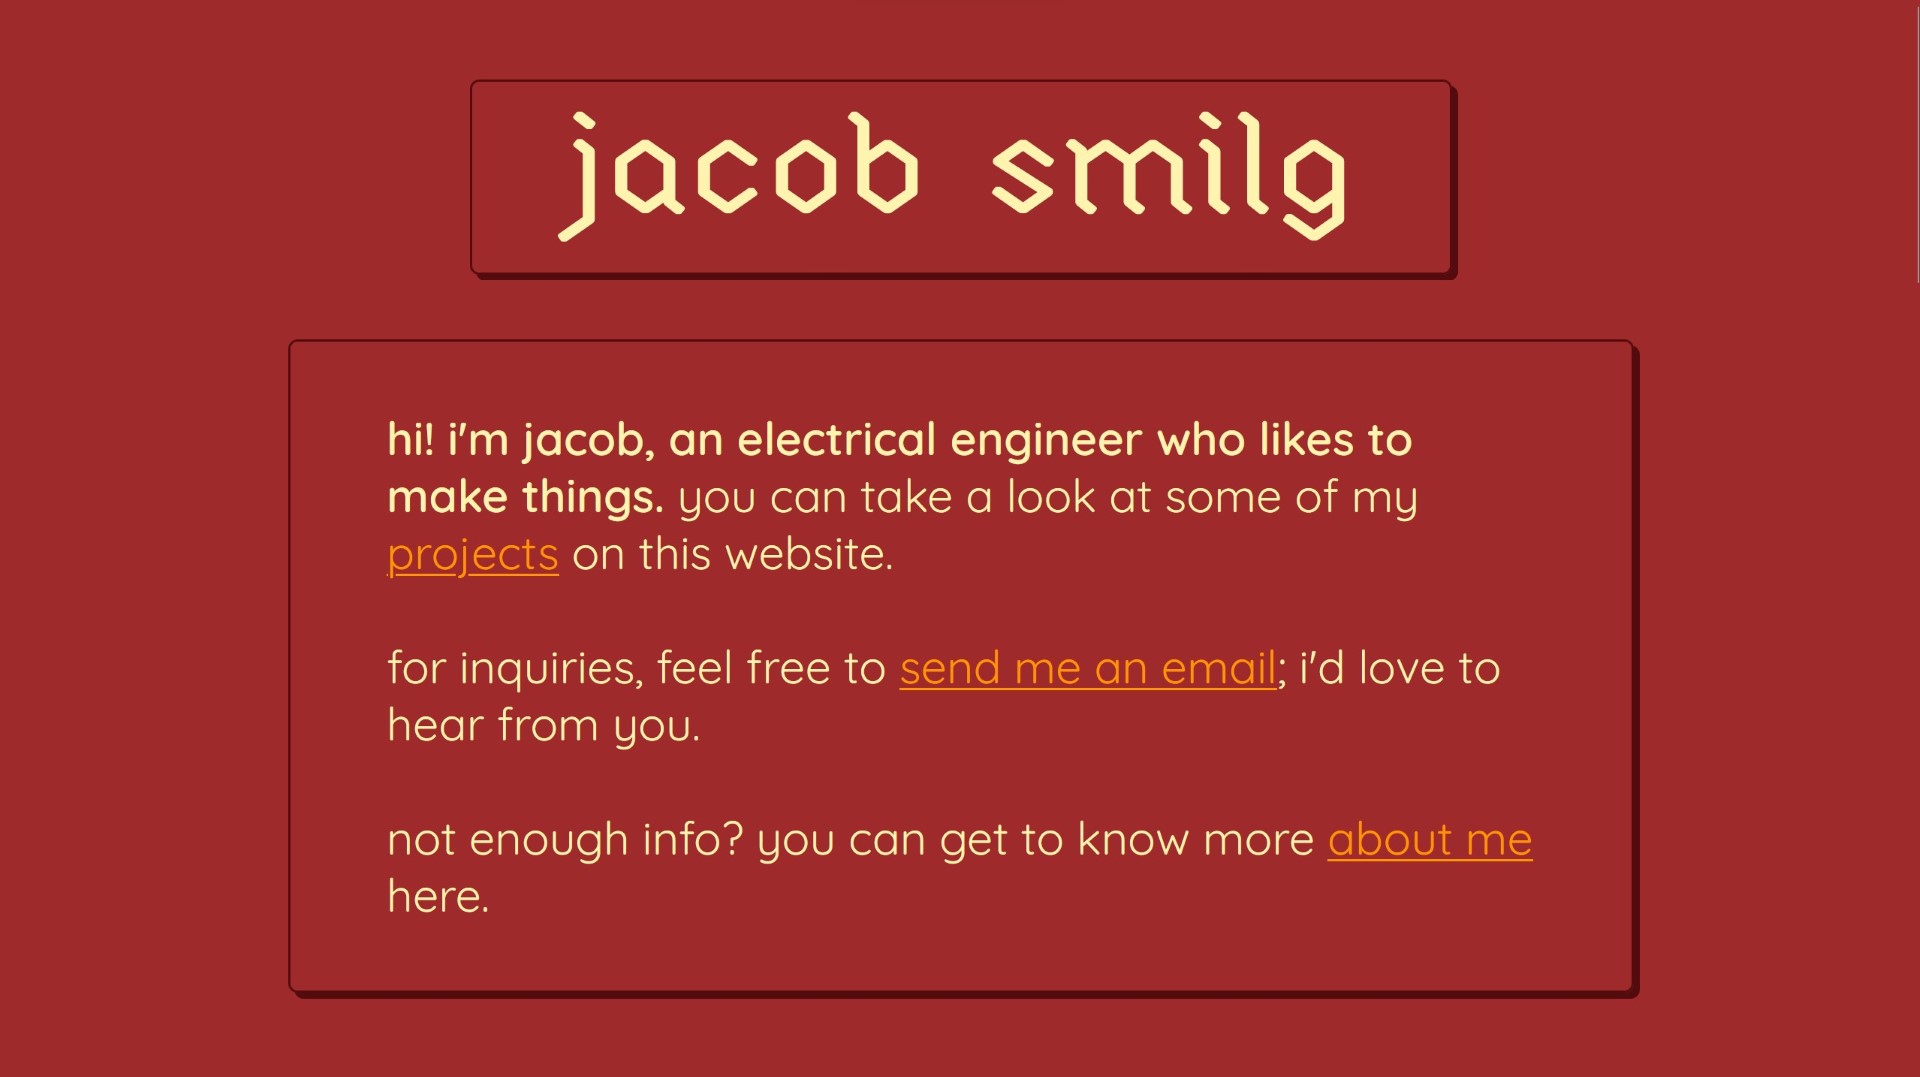 jacob smilg
hi! i'm jacob, an electrical engineer who likes to
make things. you can take a look at some of my
projects on this website.
for inquiries, feel free to send me an email; i'd love to
hear from you.
not enough info? you can get to know more about me
here.